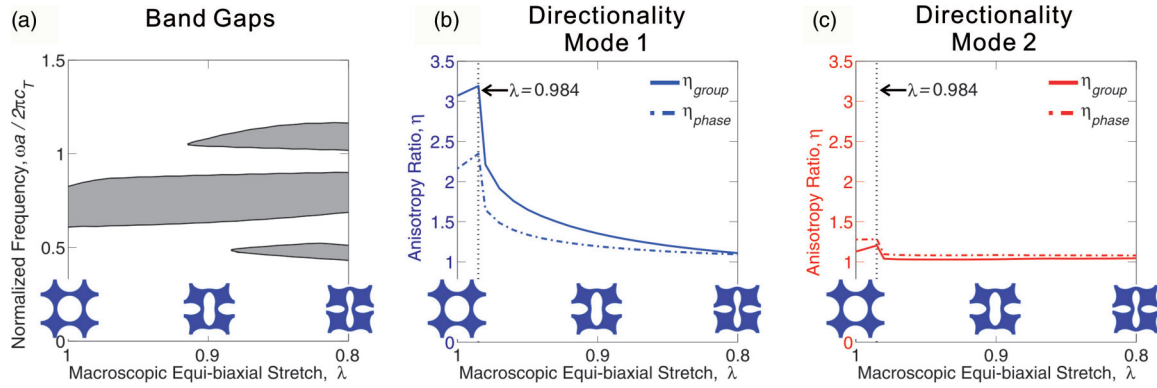 (a)
Band Gaps
Normalized Frequency, ωa / 2πc_T
1.5
1
0.5
0
1
0.9
0.8
Macroscopic Equi-biaxial Stretch, λ
(b)
Directionality
Mode 1
Anisotropy Ratio, η
3.5
3
2.5
2
1.5
1
0
λ=0.984
η_group
η_phase
1
0.9
0.8
Macroscopic Equi-biaxial Stretch, λ
(c)
Directionality
Mode 2
Anisotropy Ratio, η
3.5
3
2.5
2
1.5
1
0
λ=0.984
η_group
η_phase
1
0.9
0.8
Macroscopic Equi-biaxial Stretch, λ